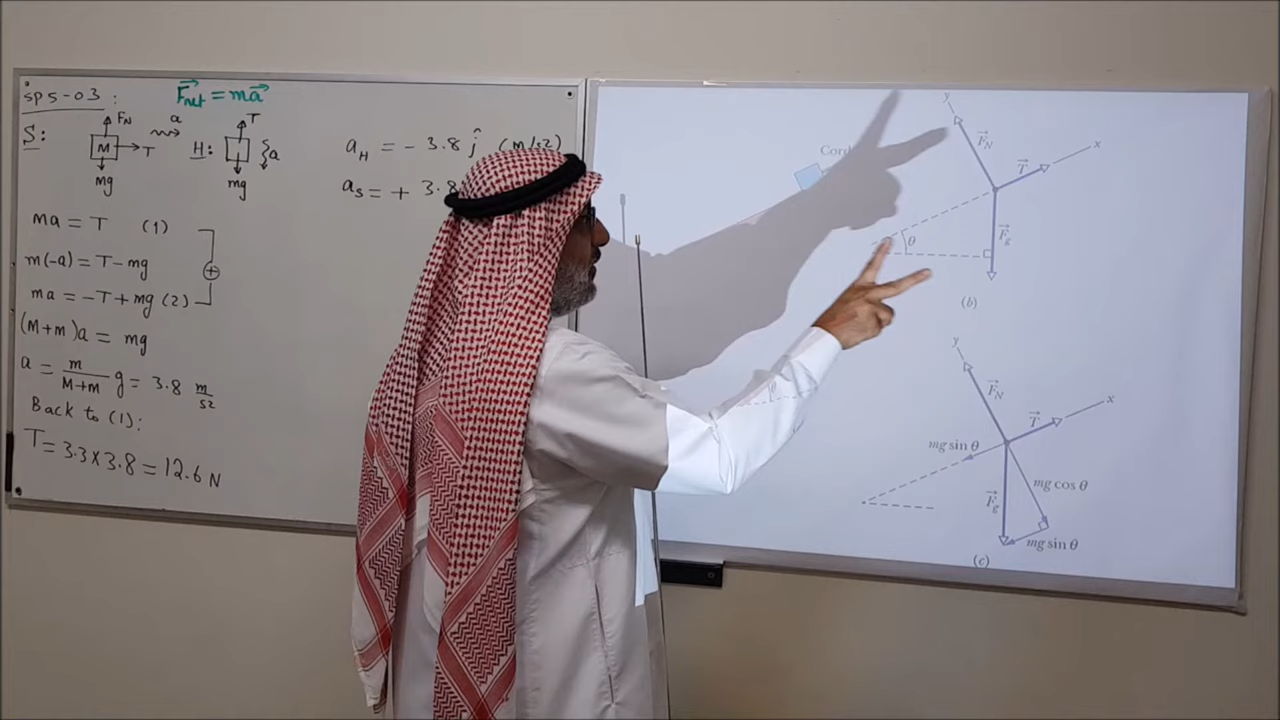 SP5-03:
F⃗net = ma⃗
S:
FN
a
M
T
mg
H:
T
a
mg
aH = - 3.8 ĵ (m/s2)
aS = + 3.8
ma = T (1)
m(-a) = T - mg
ma = -T + mg (2)
+
(M+m)a = mg
a = m/(M+m) g = 3.8 m/s2
Back to (1):
T = 3.3 x 3.8 = 12.6 N
y
F⃗N
T⃗
x
θ
F⃗g
(b)
θ
y
F⃗N
T⃗
x
mg sin θ
mg cos θ
F⃗g
mg sin θ
(c)